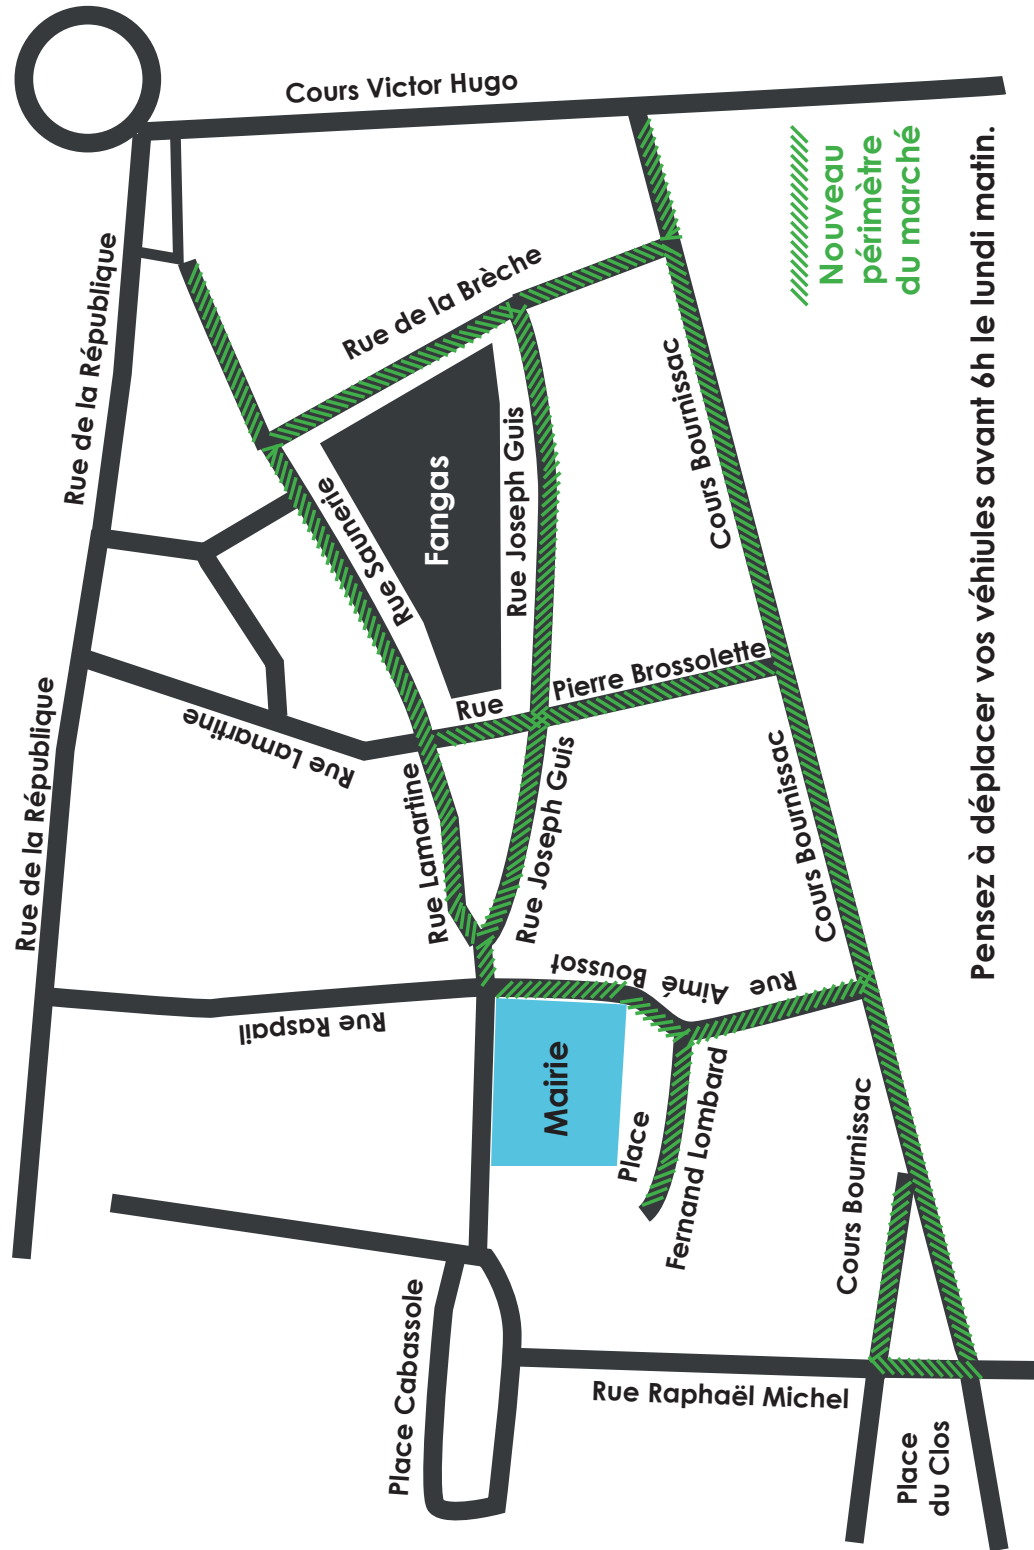 Cours Victor Hugo
Nouveau
périmètre
du marché
Pensez à déplacer vos véhiules avant 6h le lundi matin.
Rue de la République
Rue de la Brèche
Cours Bournissac
Rue Saunerie
Fangas
Rue Joseph Guis
Rue de la République
Rue Lamartine
Rue Pierre Brossolette
Rue Lamartine
Rue Joseph Guis
Cours Bournissac
Rue Raspail
Rue Aimé Boussot
Mairie
Place
Fernand Lombard
Cours Bournissac
Place Cabassole
Rue Raphaël Michel
Place
du Clos